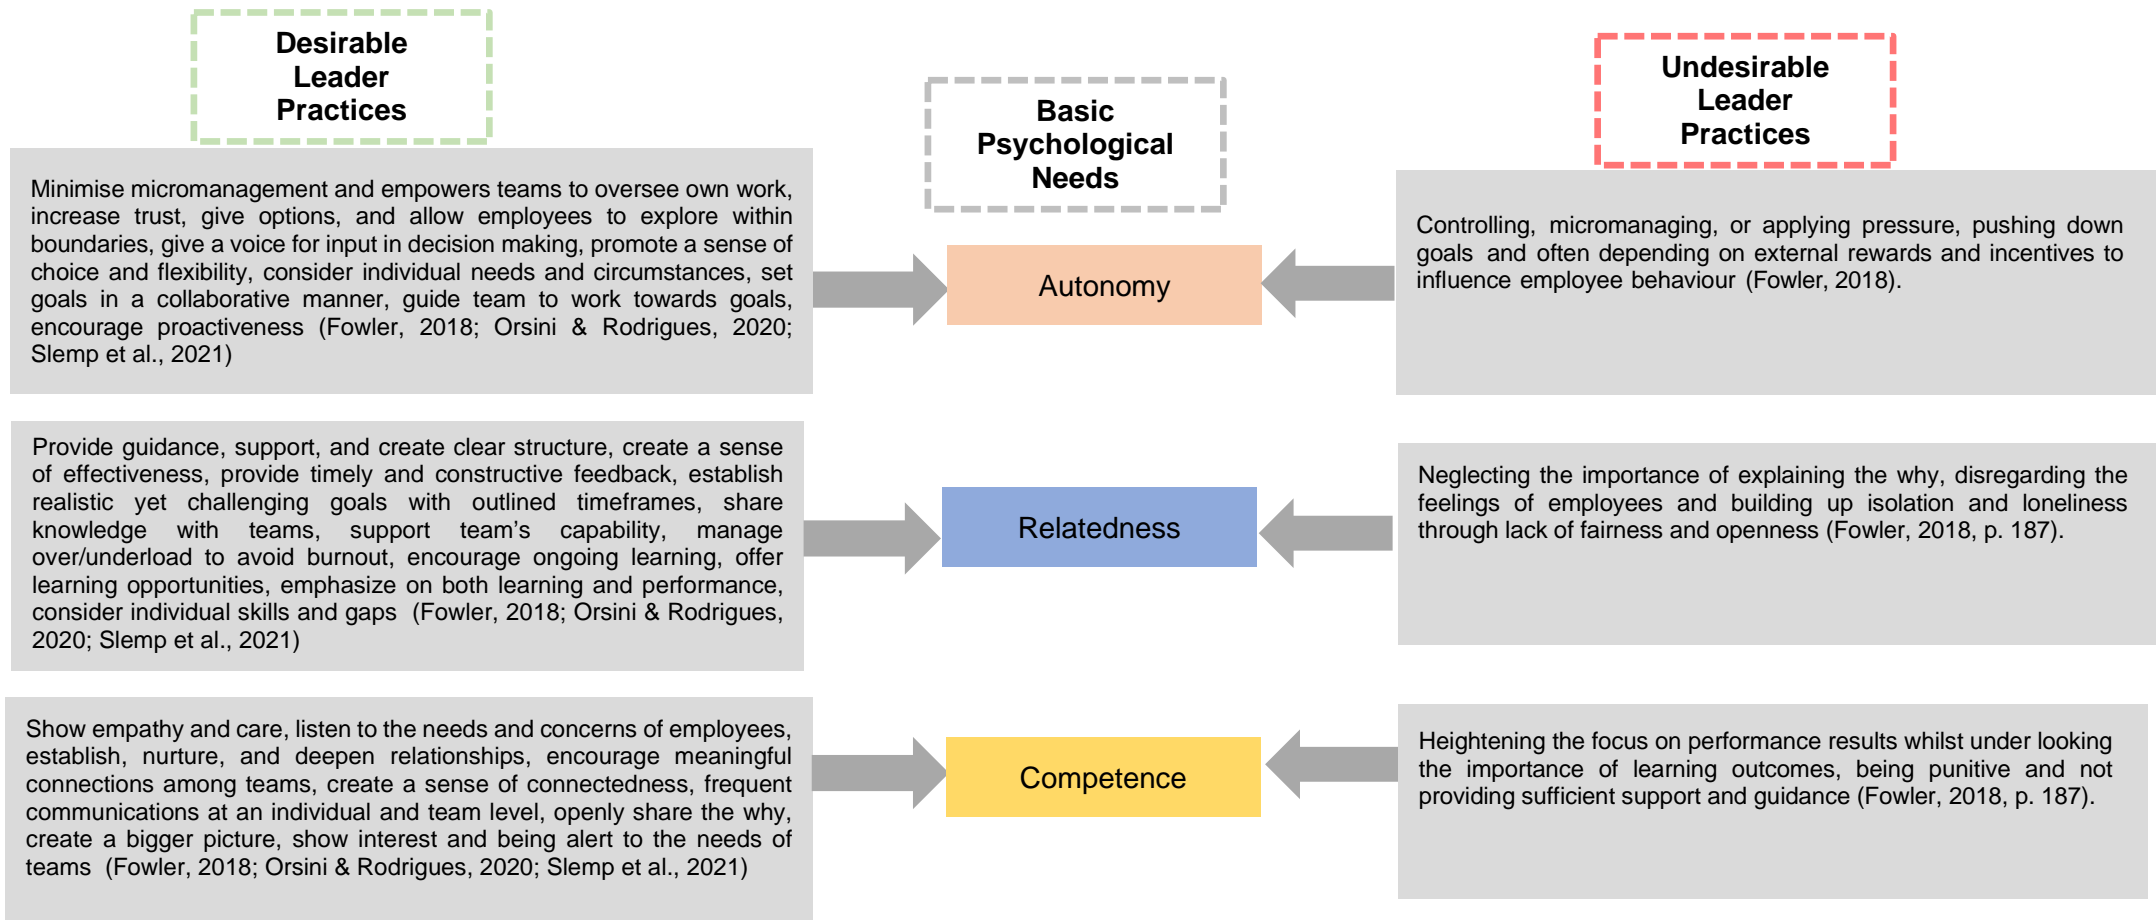 Desirable
Leader
Practices
Basic
Psychological
Needs
Undesirable
Leader
Practices
Minimise micromanagement and empowers teams to oversee own work,
increase trust, give options, and allow employees to explore within
boundaries, give a voice for input in decision making, promote a sense of
choice and flexibility, consider individual needs and circumstances, set
goals in a collaborative manner, guide team to work towards goals,
encourage proactiveness (Fowler, 2018; Orsini & Rodrigues, 2020;
Slemp et al., 2021)
Autonomy
Controlling, micromanaging, or applying pressure, pushing down
goals and often depending on external rewards and incentives to
influence employee behaviour (Fowler, 2018).
Provide guidance, support, and create clear structure, create a sense
of effectiveness, provide timely and constructive feedback, establish
realistic yet challenging goals with outlined timeframes, share
knowledge with teams, support team’s capability, manage
over/underload to avoid burnout, encourage ongoing learning, offer
learning opportunities, emphasize on both learning and performance,
consider individual skills and gaps (Fowler, 2018; Orsini & Rodrigues,
2020; Slemp et al., 2021)
Relatedness
Neglecting the importance of explaining the why, disregarding the
feelings of employees and building up isolation and loneliness
through lack of fairness and openness (Fowler, 2018, p. 187).
Show empathy and care, listen to the needs and concerns of employees,
establish, nurture, and deepen relationships, encourage meaningful
connections among teams, create a sense of connectedness, frequent
communications at an individual and team level, openly share the why,
create a bigger picture, show interest and being alert to the needs of
teams (Fowler, 2018; Orsini & Rodrigues, 2020; Slemp et al., 2021)
Competence
Heightening the focus on performance results whilst under looking
the importance of learning outcomes, being punitive and not
providing sufficient support and guidance (Fowler, 2018, p. 187).